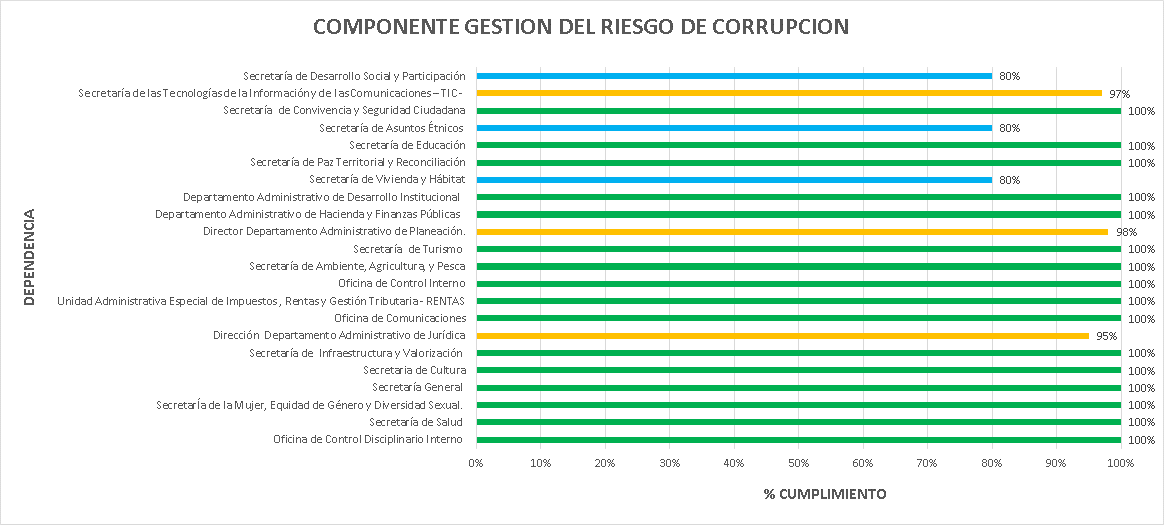 COMPONENTE GESTION DEL RIESGO DE CORRUPCION
DEPENDENCIA
Secretaría de Desarrollo Social y Participación 80%
Secretaría de las Tecnologías de la Información y de las Comunicaciones – TIC - 97%
Secretaría de Convivencia y Seguridad Ciudadana 100%
Secretaría de Asuntos Étnicos 80%
Secretaría de Educación 100%
Secretaría de Paz Territorial y Reconciliación 100%
Secretaría de Vivienda y Hábitat 80%
Departamento Administrativo de Desarrollo Institucional 100%
Departamento Administrativo de Hacienda y Finanzas Públicas 100%
Director Departamento Administrativo de Planeación. 98%
Secretaría de Turismo 100%
Secretaría de Ambiente, Agricultura, y Pesca 100%
Oficina de Control Interno 100%
Unidad Administrativa Especial de Impuestos, Rentas y Gestión Tributaria - RENTAS 100%
Oficina de Comunicaciones 100%
Dirección Departamento Administrativo de Jurídica 95%
Secretaría de Infraestructura y Valorización 100%
Secretaria de Cultura 100%
Secretaría General 100%
SecretarÍa de la Mujer, Equidad de Género y Diversidad Sexual. 100%
Secretaría de Salud 100%
Oficina de Control Disciplinario Interno 100%
0% 10% 20% 30% 40% 50% 60% 70% 80% 90% 100%
% CUMPLIMIENTO